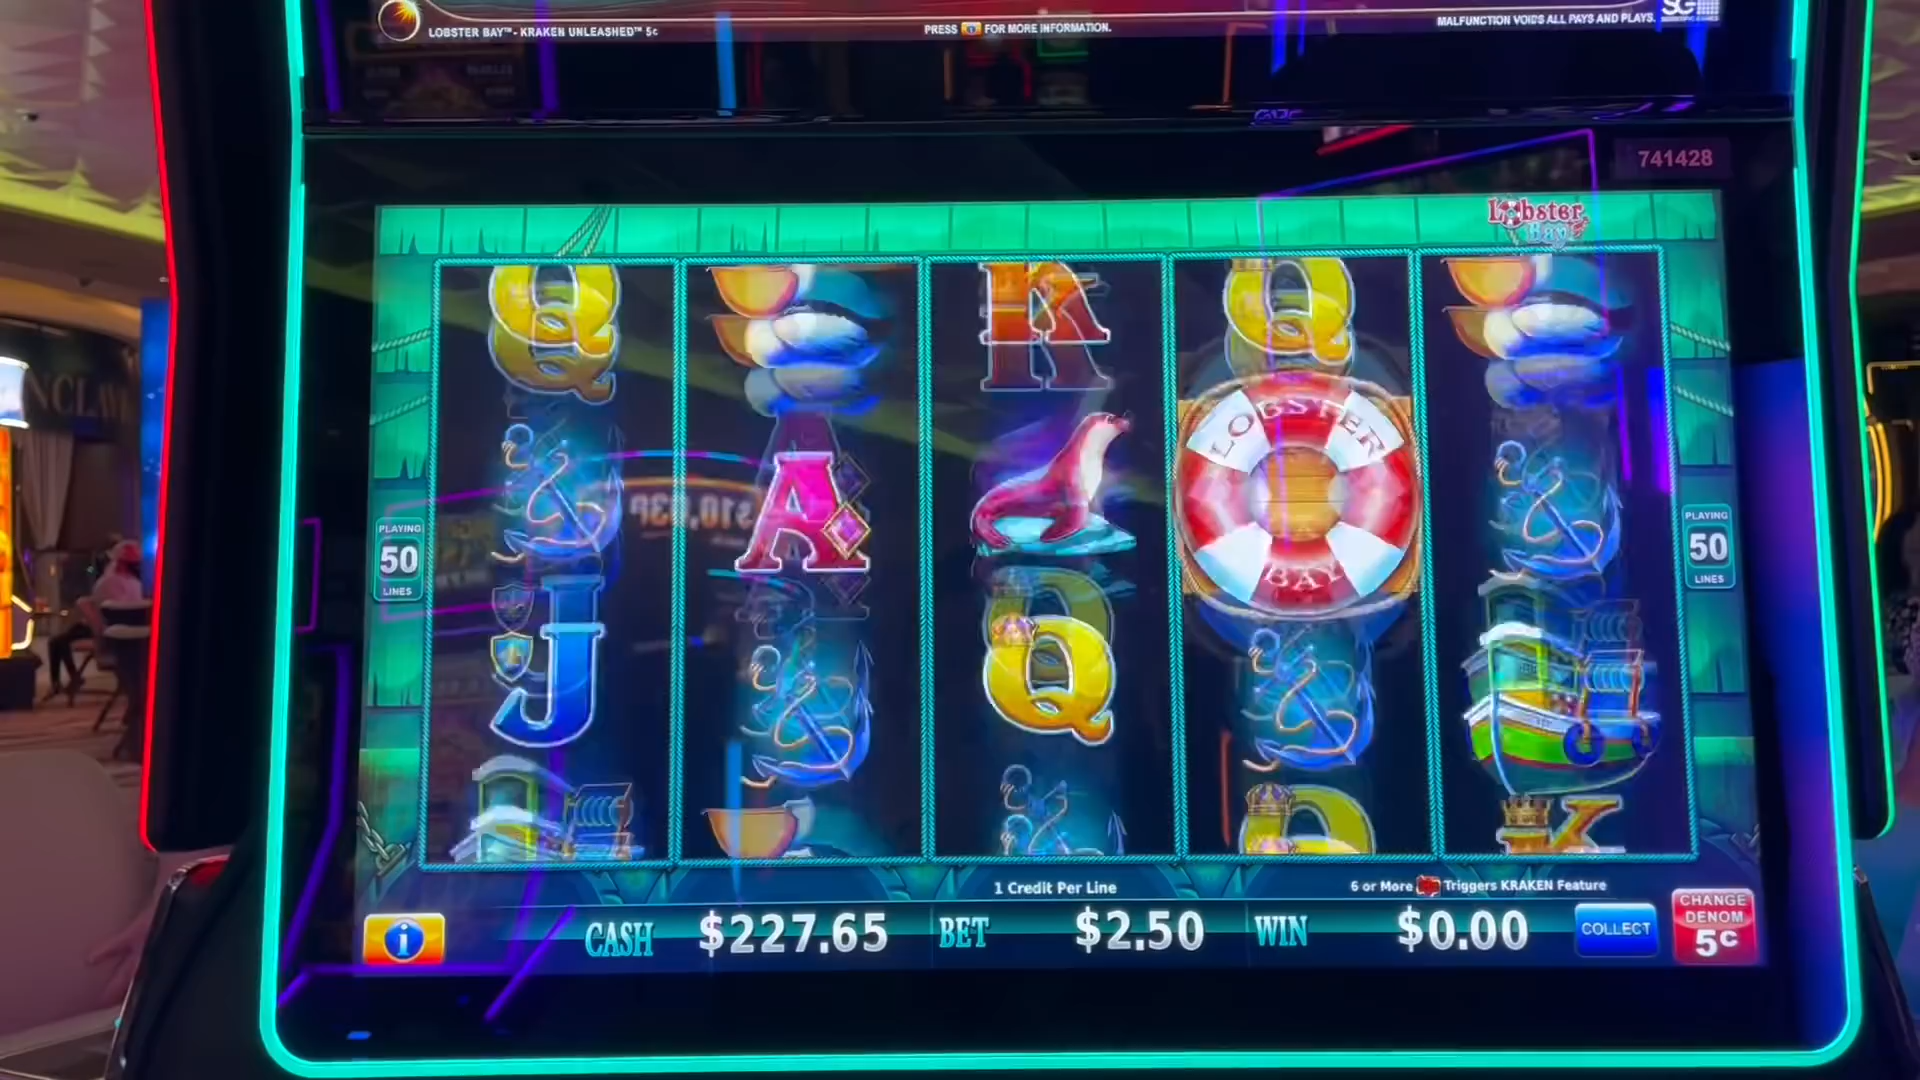 LOBSTER BAY™ - KRAKEN UNLEASHED™ 5¢
PRESS i FOR MORE INFORMATION.
MALFUNCTION VOIDS ALL PAYS AND PLAYS.
SG
741428
Lobster
Bay
Q
K
Q
A
LOBSTER
BAY
J
Q
Q
K
PLAYING
50
LINES
PLAYING
50
LINES
1 Credit Per Line
6 or More Triggers KRAKEN Feature
i
CASH $227.65
BET $2.50
WIN $0.00
COLLECT
CHANGE
DENOM
5¢